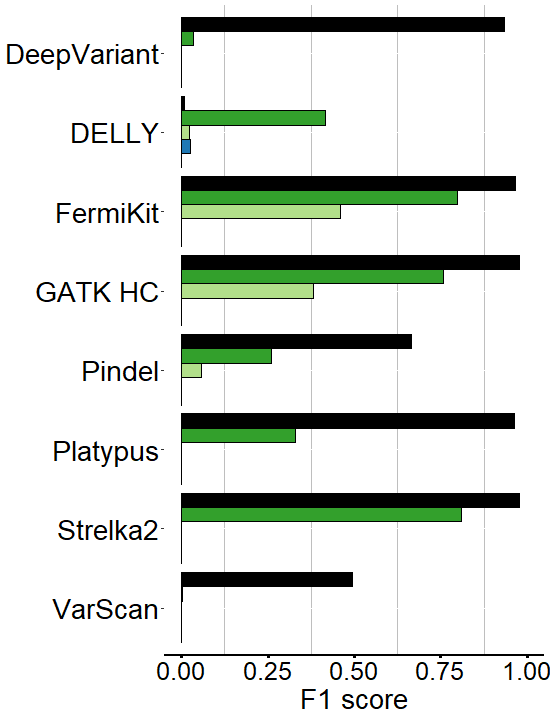 DeepVariant
DELLY
FermiKit
GATK HC
Pindel
Platypus
Strelka2
VarScan
0.00 0.25 0.50 0.75 1.00
F1 score